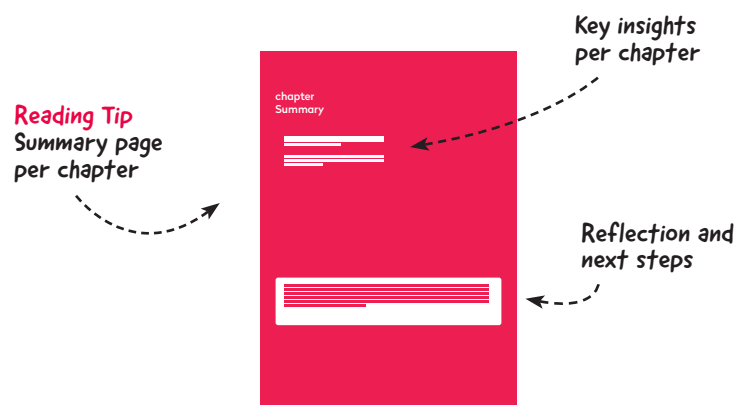 Reading Tip
Summary page
per chapter
chapter
Summary
Key insights
per chapter
Reflection and
next steps